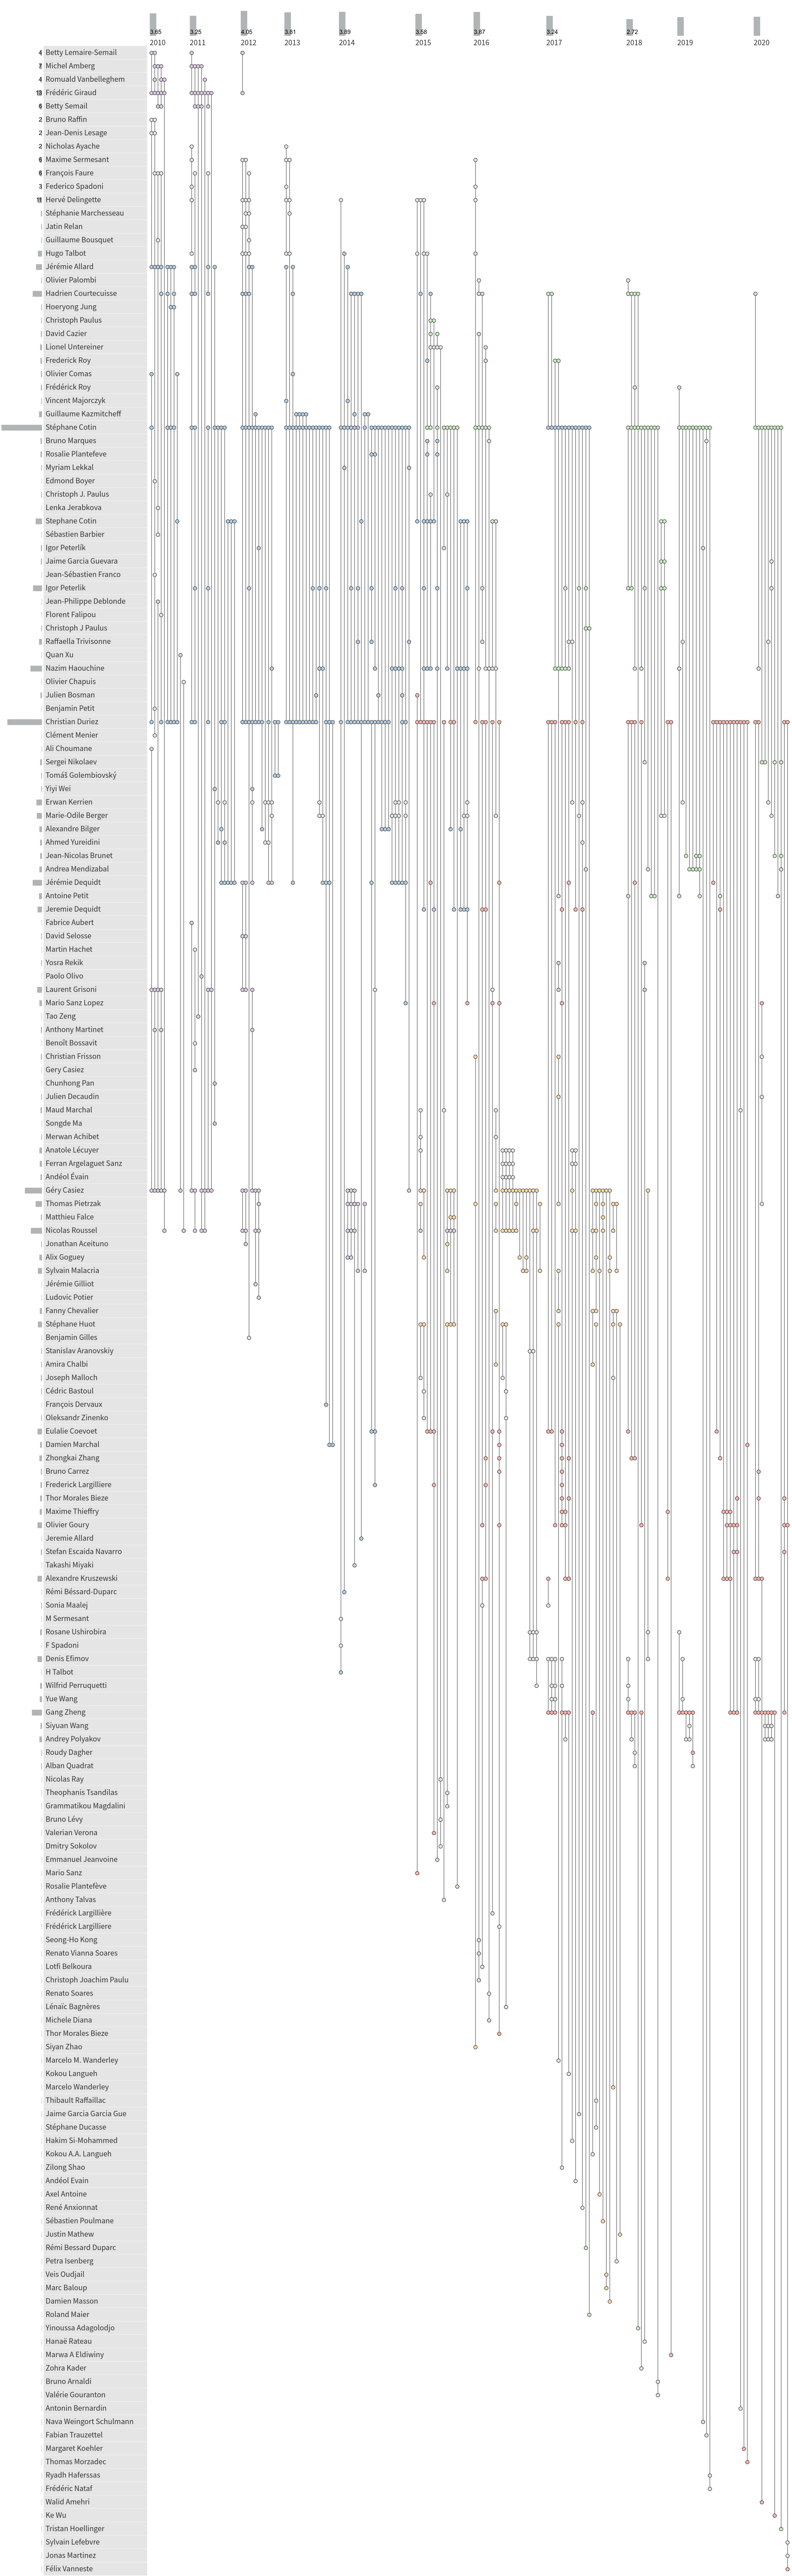 3.65 3.25 4.05 3.81 3.89 3.58 3.87 3.24 2.72
2010 2011 2012 2013 2014 2015 2016 2017 2018 2019 2020
4 Betty Lemaire-Semail
7 Michel Amberg
4 Romuald Vanbelleghem
13 Frédéric Giraud
6 Betty Semail
2 Bruno Raffin
2 Jean-Denis Lesage
2 Nicholas Ayache
6 Maxime Sermesant
6 François Faure
3 Federico Spadoni
11 Hervé Delingette
Stéphanie Marchesseau
Jatin Relan
Guillaume Bousquet
Hugo Talbot
Jérémie Allard
Olivier Palombi
Hadrien Courtecuisse
Hoeryong Jung
Christoph Paulus
David Cazier
Lionel Untereiner
Frederick Roy
Olivier Comas
Frédérick Roy
Vincent Majorczyk
Guillaume Kazmitcheff
Stéphane Cotin
Bruno Marques
Rosalie Plantefeve
Myriam Lekkal
Edmond Boyer
Christoph J. Paulus
Lenka Jerabkova
Stephane Cotin
Sébastien Barbier
Igor Peterlík
Jaime Garcia Guevara
Jean-Sébastien Franco
Igor Peterlik
Jean-Philippe Deblonde
Florent Falipou
Christoph J Paulus
Raffaella Trivisonne
Quan Xu
Nazim Haouchine
Olivier Chapuis
Julien Bosman
Benjamin Petit
Christian Duriez
Clément Menier
Ali Choumane
Sergei Nikolaev
Tomáš Golembiovský
Yiyi Wei
Erwan Kerrien
Marie-Odile Berger
Alexandre Bilger
Ahmed Yureidini
Jean-Nicolas Brunet
Andrea Mendizabal
Jérémie Dequidt
Antoine Petit
Jeremie Dequidt
Fabrice Aubert
David Selosse
Martin Hachet
Yosra Rekik
Paolo Olivo
Laurent Grisoni
Mario Sanz Lopez
Tao Zeng
Anthony Martinet
Benoît Bossavit
Christian Frisson
Gery Casiez
Chunhong Pan
Julien Decaudin
Maud Marchal
Songde Ma
Merwan Achibet
Anatole Lécuyer
Ferran Argelaguet Sanz
Andéol Évain
Géry Casiez
Thomas Pietrzak
Matthieu Falce
Nicolas Roussel
Jonathan Aceituno
Alix Goguey
Sylvain Malacria
Jérémie Gilliot
Ludovic Potier
Fanny Chevalier
Stéphane Huot
Benjamin Gilles
Stanislav Aranovskiy
Amira Chalbi
Joseph Malloch
Cédric Bastoul
François Dervaux
Oleksandr Zinenko
Eulalie Coevoet
Damien Marchal
Zhongkai Zhang
Bruno Carrez
Frederick Largilliere
Thor Morales Bieze
Maxime Thieffry
Olivier Goury
Jeremie Allard
Stefan Escaida Navarro
Takashi Miyaki
Alexandre Kruszewski
Rémi Béssard-Duparc
Sonia Maalej
M Sermesant
Rosane Ushirobira
F Spadoni
Denis Efimov
H Talbot
Wilfrid Perruquetti
Yue Wang
Gang Zheng
Siyuan Wang
Andrey Polyakov
Roudy Dagher
Alban Quadrat
Nicolas Ray
Theophanis Tsandilas
Grammatikou Magdalini
Bruno Lévy
Valerian Verona
Dmitry Sokolov
Emmanuel Jeanvoine
Mario Sanz
Rosalie Plantefève
Anthony Talvas
Frédérick Largillière
Frédérick Largilliere
Seong-Ho Kong
Renato Vianna Soares
Lotfi Belkoura
Christoph Joachim Paulu
Renato Soares
Lénaïc Bagnères
Michele Diana
Thor Morales Bieze
Siyan Zhao
Marcelo M. Wanderley
Kokou Langueh
Marcelo Wanderley
Thibault Raffaillac
Jaime Garcia Garcia Gue
Stéphane Ducasse
Hakim Si-Mohammed
Kokou A.A. Langueh
Zilong Shao
Andéol Evain
Axel Antoine
René Anxionnat
Sébastien Poulmane
Justin Mathew
Rémi Bessard Duparc
Petra Isenberg
Veis Oudjail
Marc Baloup
Damien Masson
Roland Maier
Yinoussa Adagolodjo
Hanaë Rateau
Marwa A Eldiwiny
Zohra Kader
Bruno Arnaldi
Valérie Gouranton
Antonin Bernardin
Nava Weingort Schulmann
Fabian Trauzettel
Margaret Koehler
Thomas Morzadec
Ryadh Haferssas
Frédéric Nataf
Walid Amehri
Ke Wu
Tristan Hoellinger
Sylvain Lefebvre
Jonas Martinez
Félix Vanneste